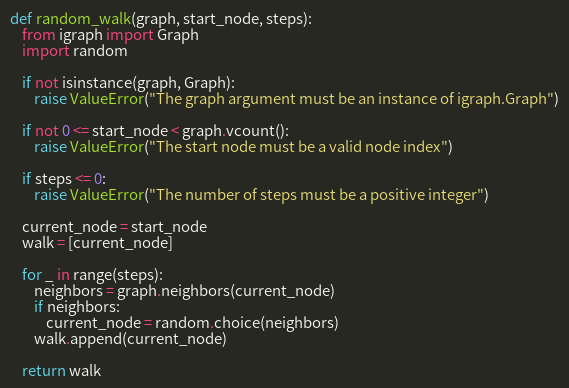 def random_walk(graph, start_node, steps):
    from igraph import Graph
    import random

    if not isinstance(graph, Graph):
        raise ValueError("The graph argument must be an instance of igraph.Graph")

    if not 0 <= start_node < graph.vcount():
        raise ValueError("The start node must be a valid node index")

    if steps <= 0:
        raise ValueError("The number of steps must be a positive integer")

    current_node = start_node
    walk = [current_node]

    for _ in range(steps):
        neighbors = graph.neighbors(current_node)
        if neighbors:
            current_node = random.choice(neighbors)
        walk.append(current_node)

    return walk